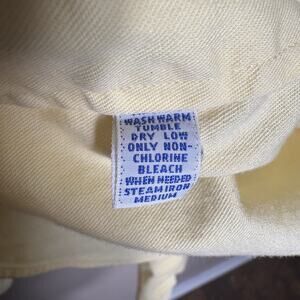 WASH WARM
TUMBLE
DRY LOW
ONLY NON-
CHLORINE
BLEACH
WHEN NEEDED
STEAM IRON
MEDIUM